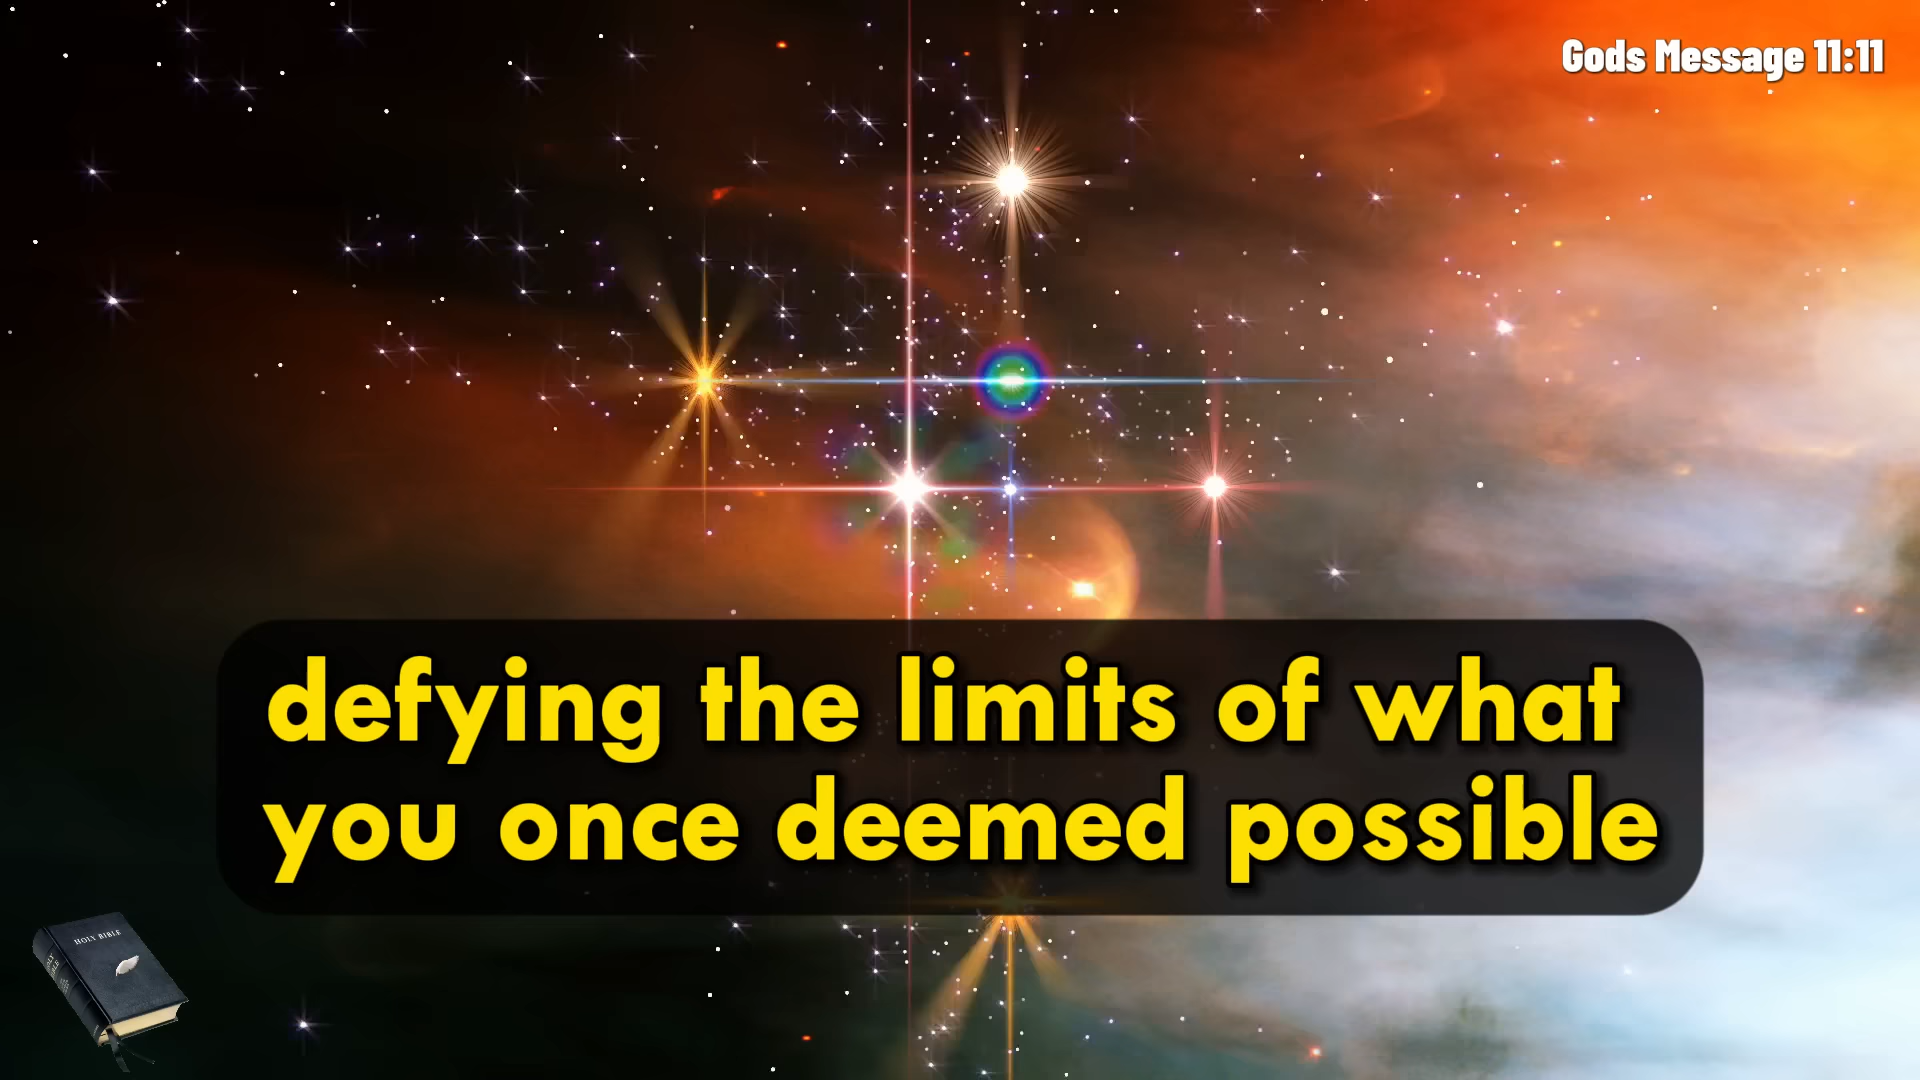 Gods Message 11:11
defying the limits of what
you once deemed possible
HOLY BIBLE